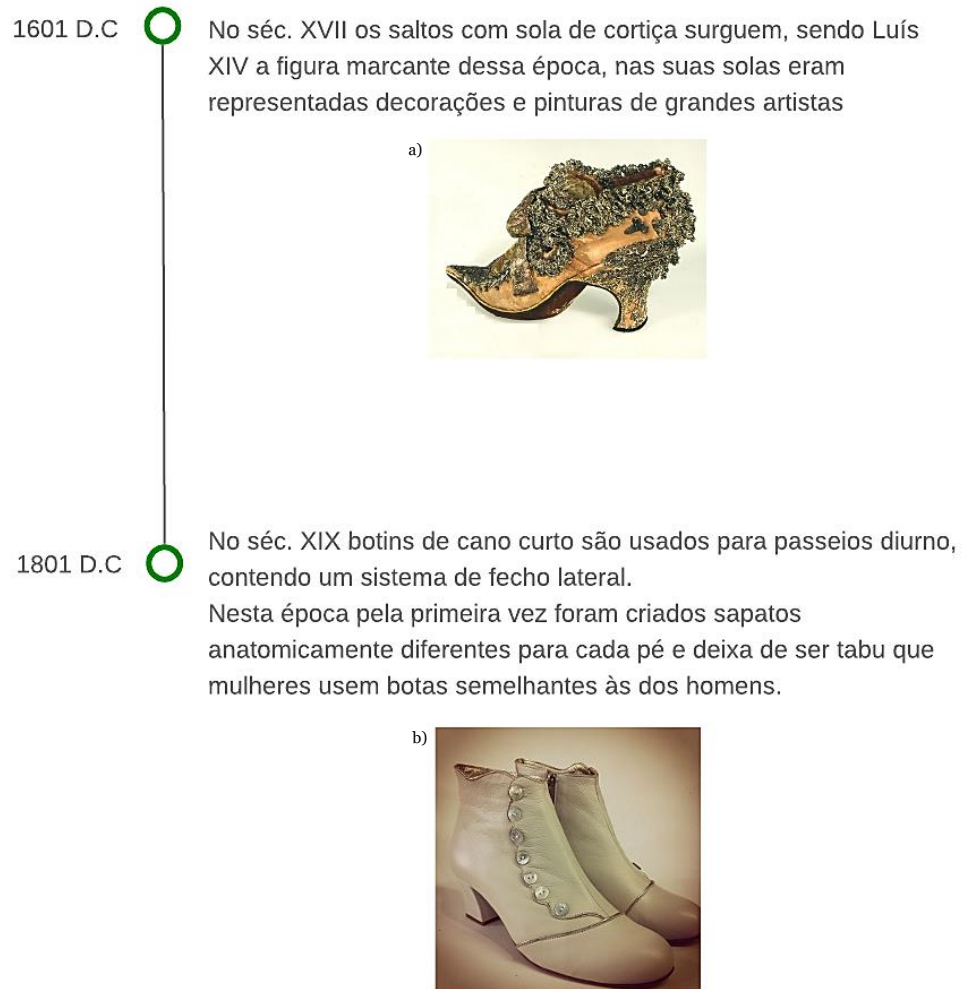 1601 D.C
No séc. XVII os saltos com sola de cortiça surguem, sendo Luís
XIV a figura marcante dessa época, nas suas solas eram
representadas decorações e pinturas de grandes artistas
a)
1801 D.C
No séc. XIX botins de cano curto são usados para passeios diurno,
contendo um sistema de fecho lateral.
Nesta época pela primeira vez foram criados sapatos
anatomicamente diferentes para cada pé e deixa de ser tabu que
mulheres usem botas semelhantes às dos homens.
b)